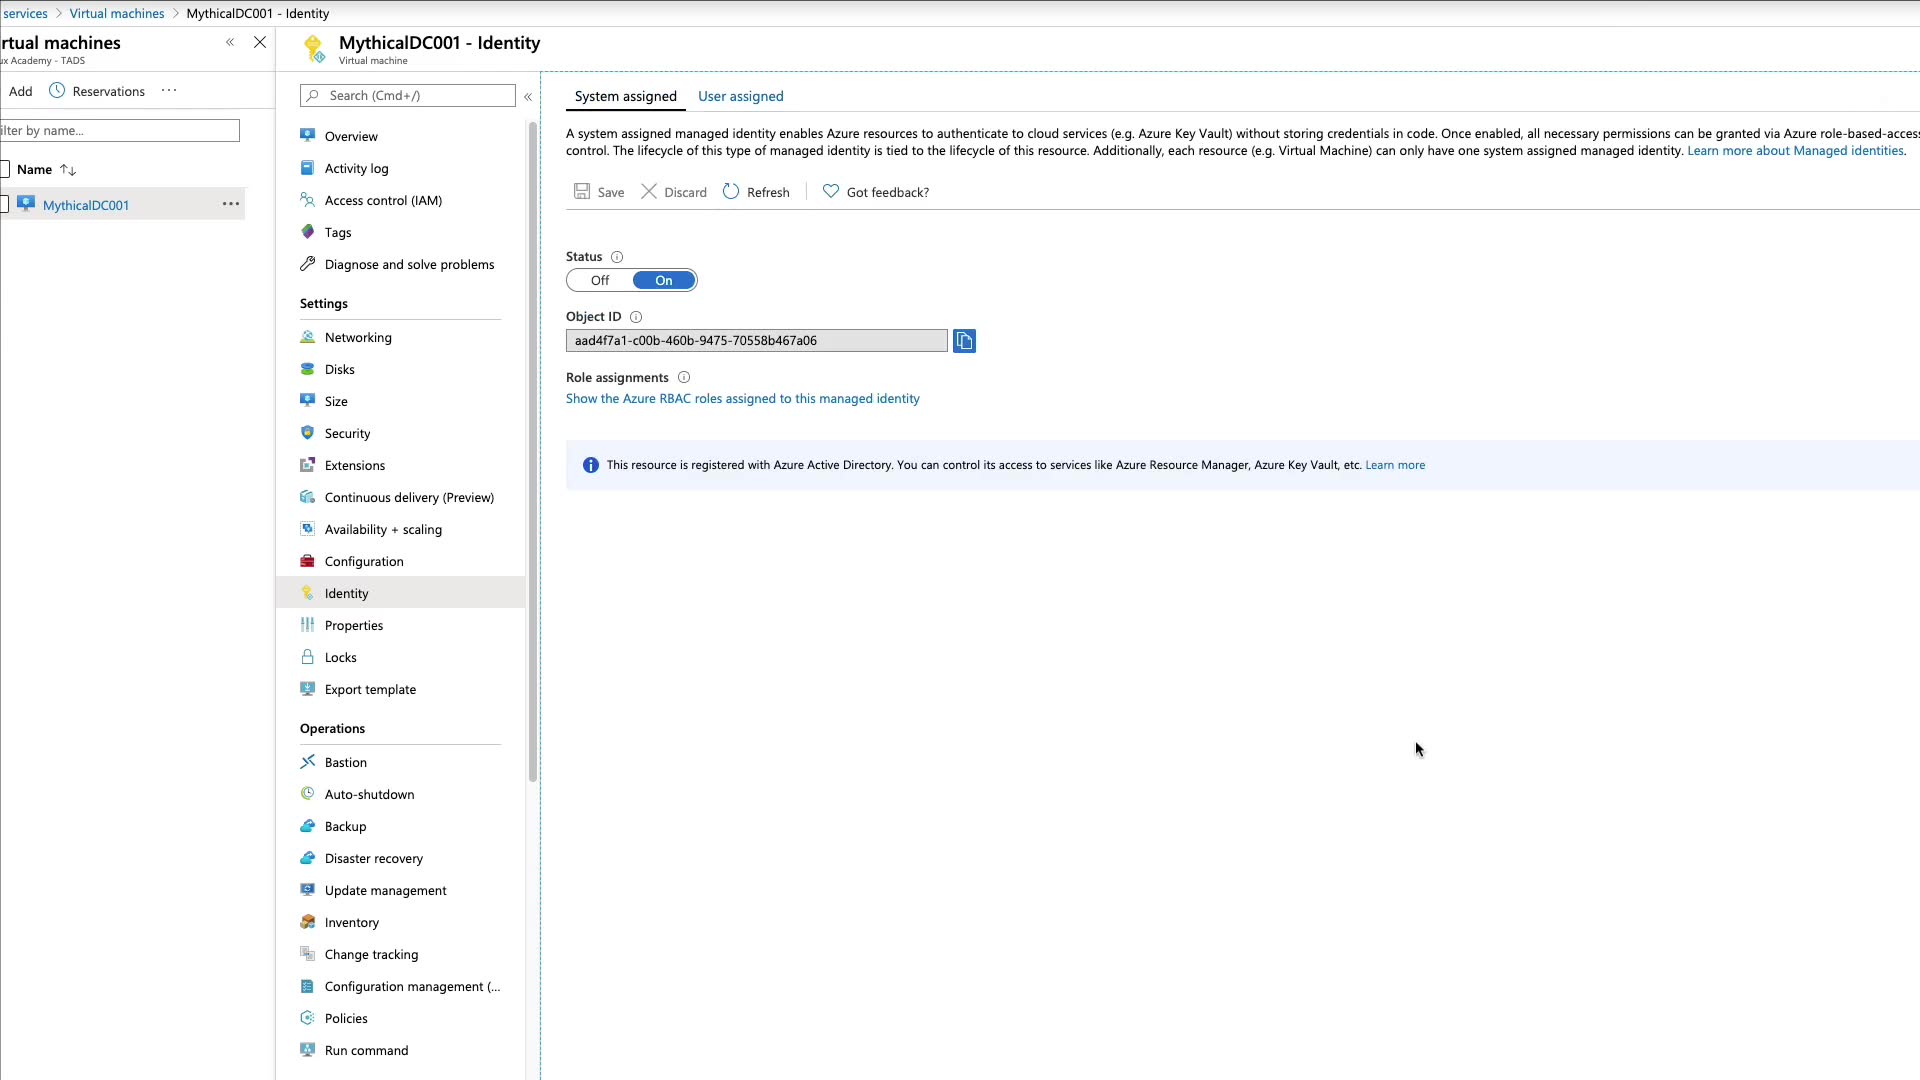 services > Virtual machines > MythicalDC001 - Identity
rtual machines
ux Academy - TADS
Add Reservations ...
ilter by name...
Name
MythicalDC001 ...
MythicalDC001 - Identity
Virtual machine
Search (Cmd+/)
Overview
Activity log
Access control (IAM)
Tags
Diagnose and solve problems
Settings
Networking
Disks
Size
Security
Extensions
Continuous delivery (Preview)
Availability + scaling
Configuration
Identity
Properties
Locks
Export template
Operations
Bastion
Auto-shutdown
Backup
Disaster recovery
Update management
Inventory
Change tracking
Configuration management (...
Policies
Run command
System assigned User assigned
A system assigned managed identity enables Azure resources to authenticate to cloud services (e.g. Azure Key Vault) without storing credentials in code. Once enabled, all necessary permissions can be granted via Azure role-based-access
control. The lifecycle of this type of managed identity is tied to the lifecycle of this resource. Additionally, each resource (e.g. Virtual Machine) can only have one system assigned managed identity. Learn more about Managed identities.
Save Discard Refresh Got feedback?
Status
Off On
Object ID
aad4f7a1-c00b-460b-9475-70558b467a06
Role assignments
Show the Azure RBAC roles assigned to this managed identity
This resource is registered with Azure Active Directory. You can control its access to services like Azure Resource Manager, Azure Key Vault, etc. Learn more